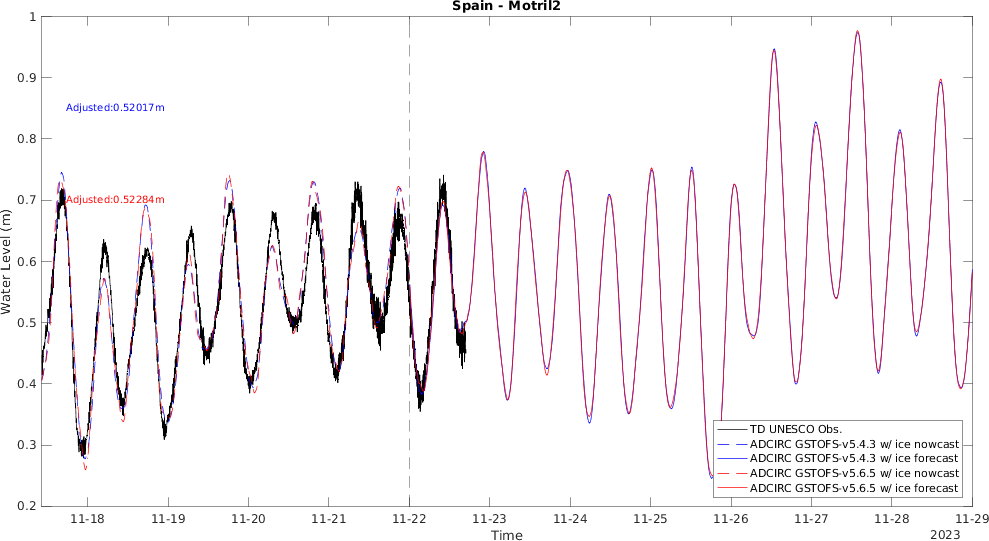 Spain - Motril2
1
0.9
0.8
0.7
0.6
0.5
0.4
0.3
0.2
Water Level (m)
Adjusted:0.52017m
Adjusted:0.52284m
TD UNESCO Obs.
ADCIRC GSTOFS-v5.4.3 w/ ice nowcast
ADCIRC GSTOFS-v5.4.3 w/ ice forecast
ADCIRC GSTOFS-v5.6.5 w/ ice nowcast
ADCIRC GSTOFS-v5.6.5 w/ ice forecast
11-18 11-19 11-20 11-21 11-22 11-23 11-24 11-25 11-26 11-27 11-28 11-29
Time
2023